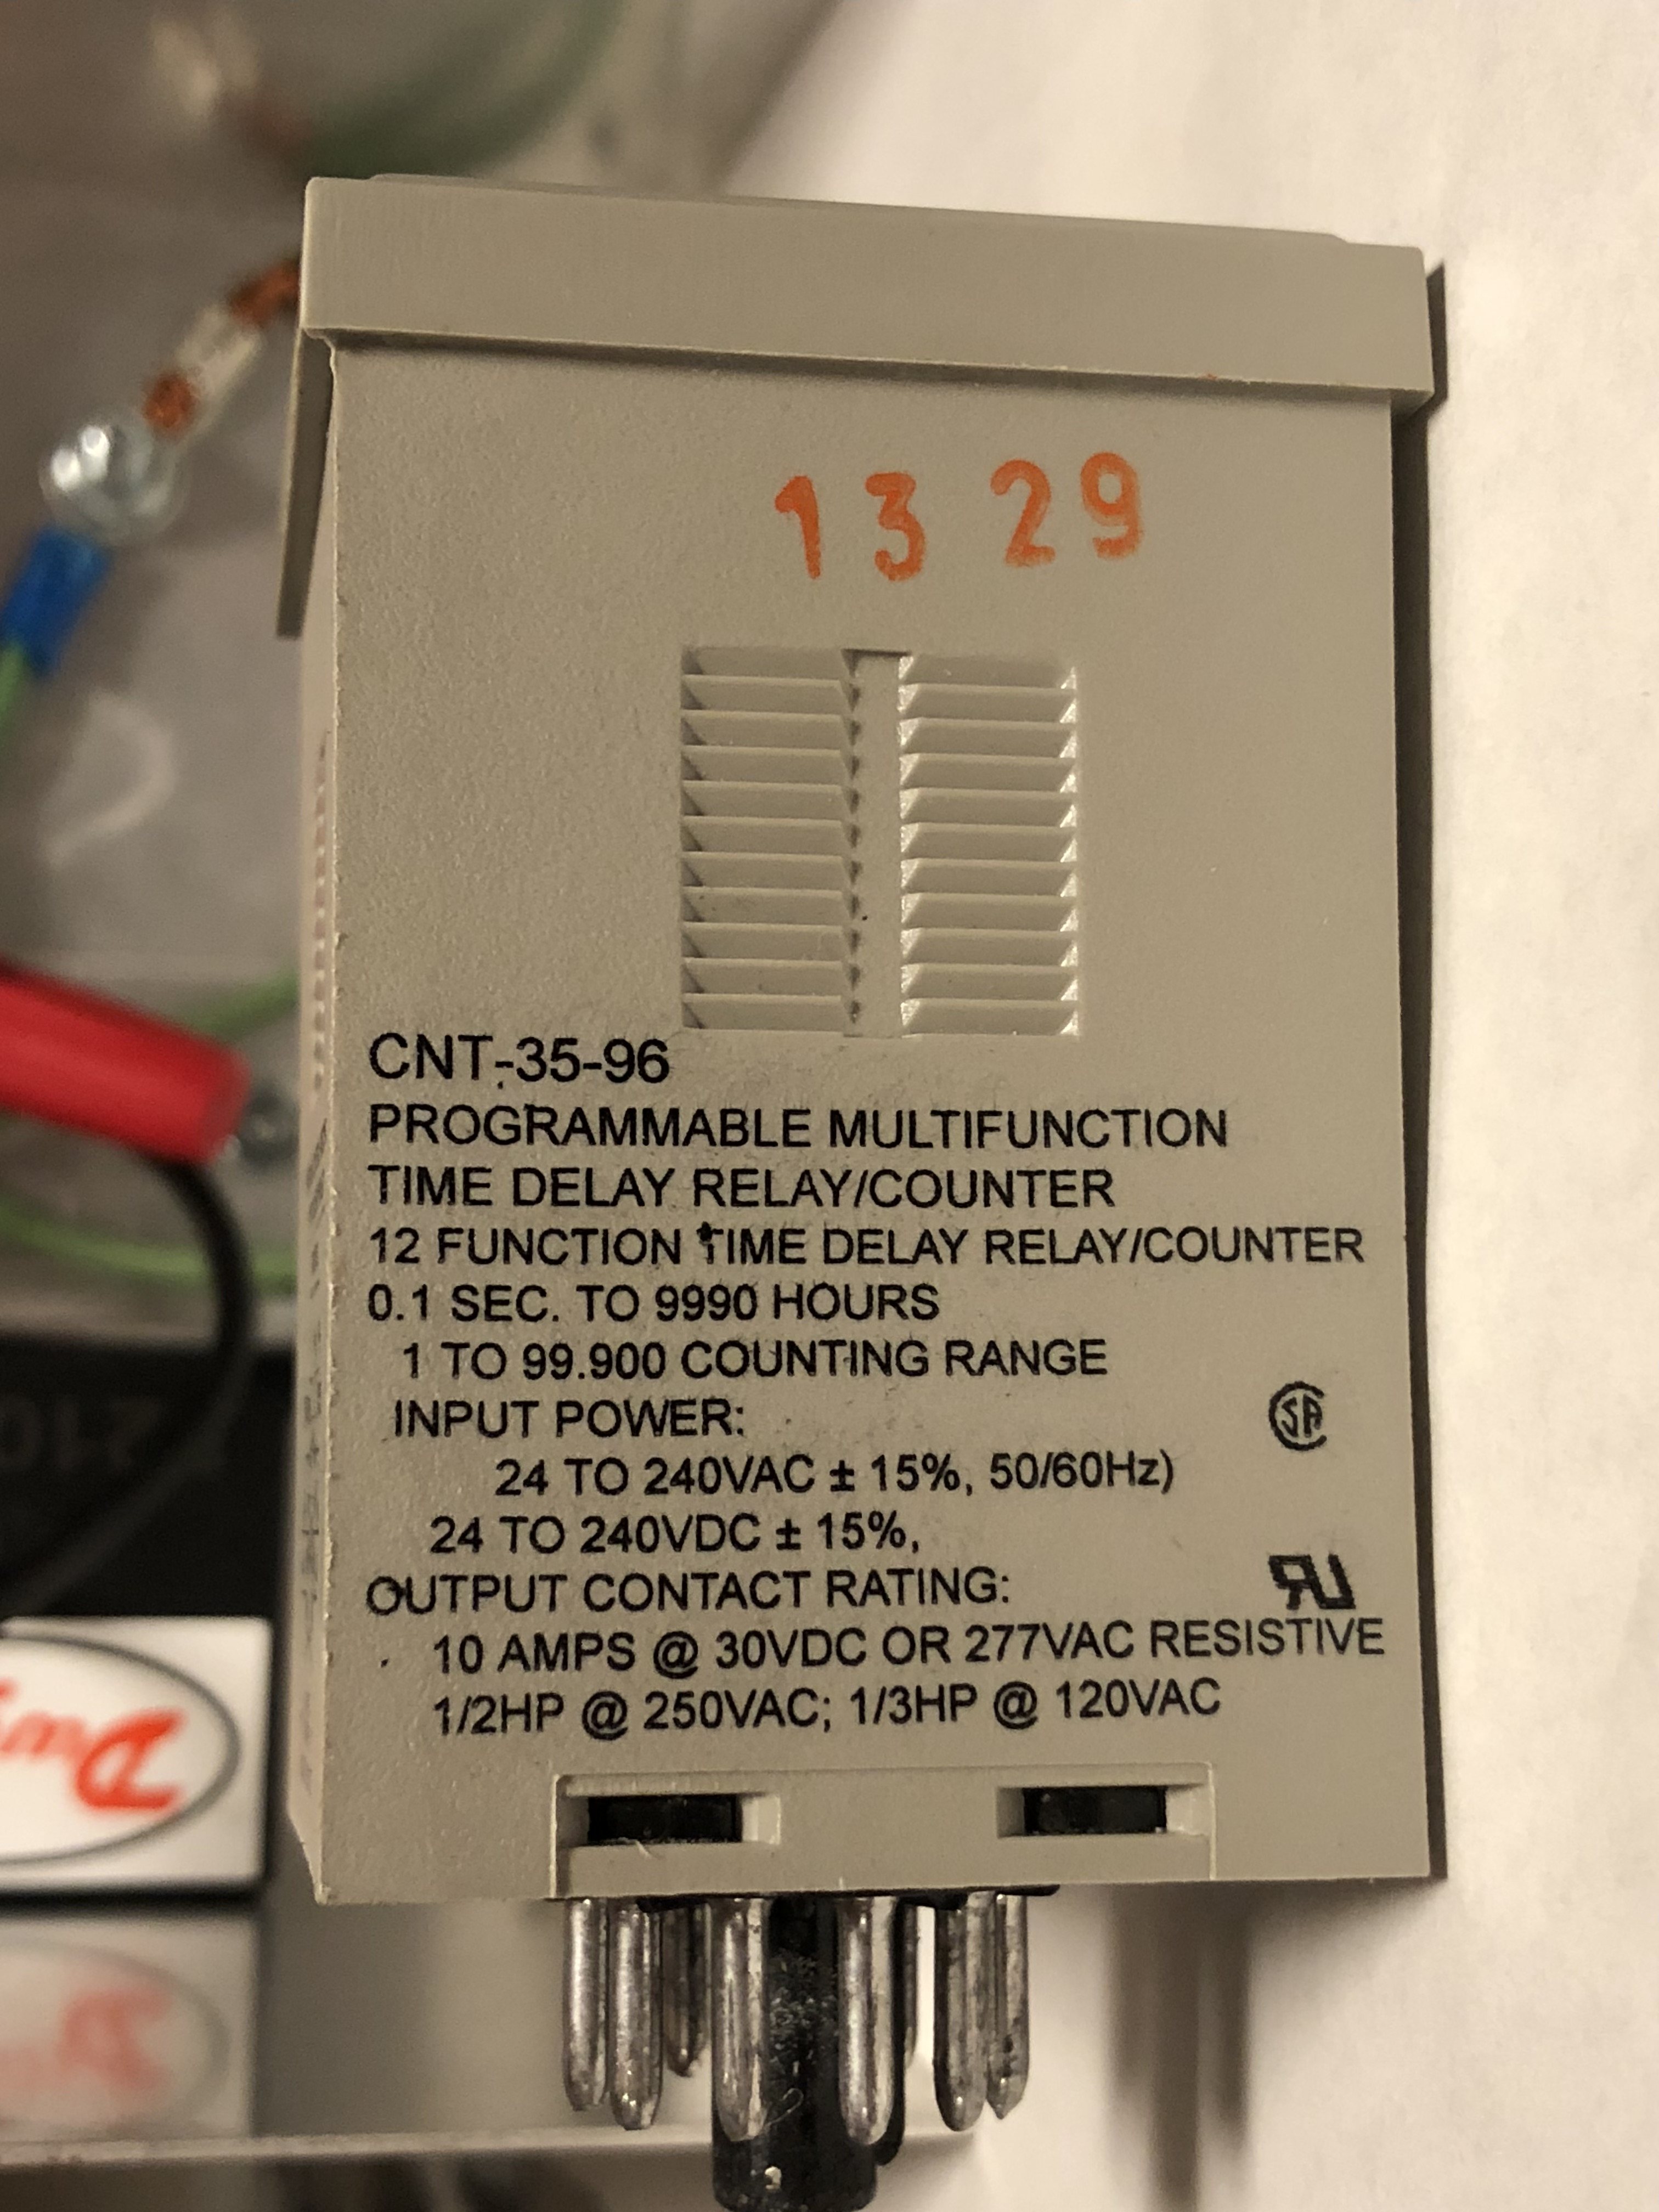 13 29
CNT-35-96
PROGRAMMABLE MULTIFUNCTION
TIME DELAY RELAY/COUNTER
12 FUNCTION TIME DELAY RELAY/COUNTER
0.1 SEC. TO 9990 HOURS
1 TO 99.900 COUNTING RANGE
INPUT POWER:
24 TO 240VAC ± 15%, 50/60Hz)
24 TO 240VDC ± 15%,
OUTPUT CONTACT RATING:
10 AMPS @ 30VDC OR 277VAC RESISTIVE
1/2HP @ 250VAC; 1/3HP @ 120VAC
SA
RU